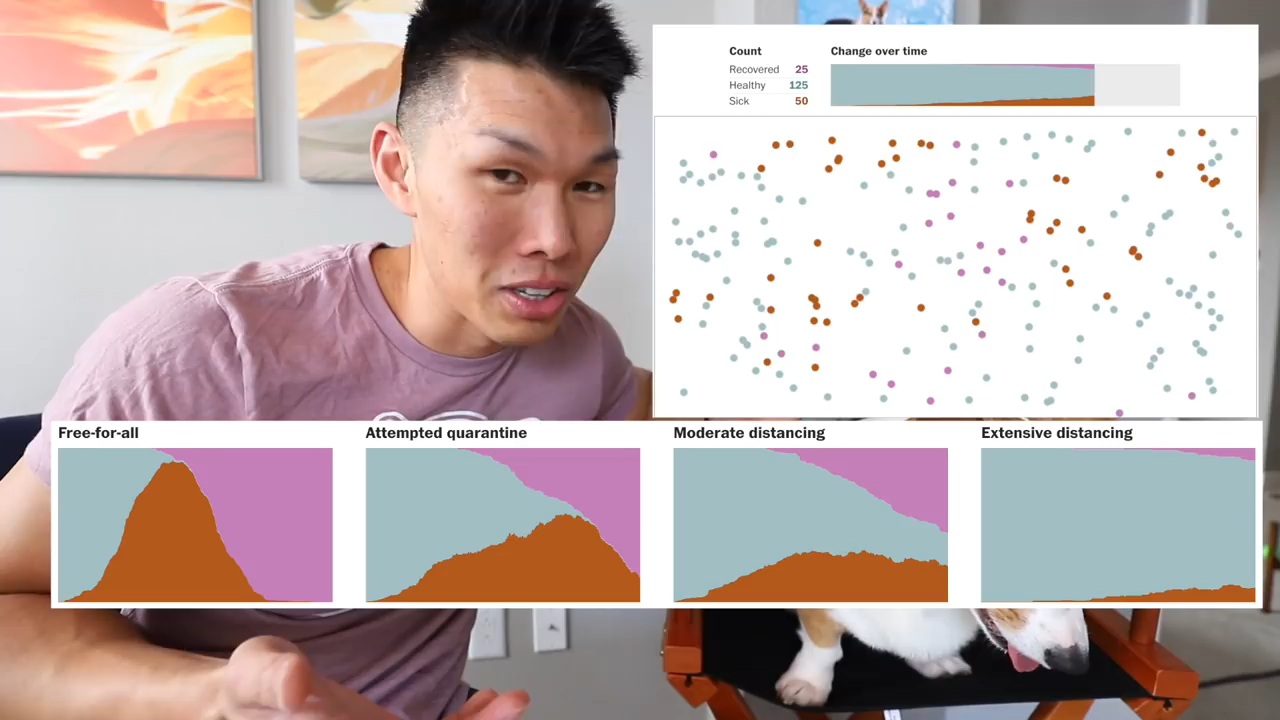 Count
Change over time
Recovered 25
Healthy 125
Sick 50
Free-for-all
Attempted quarantine
Moderate distancing
Extensive distancing